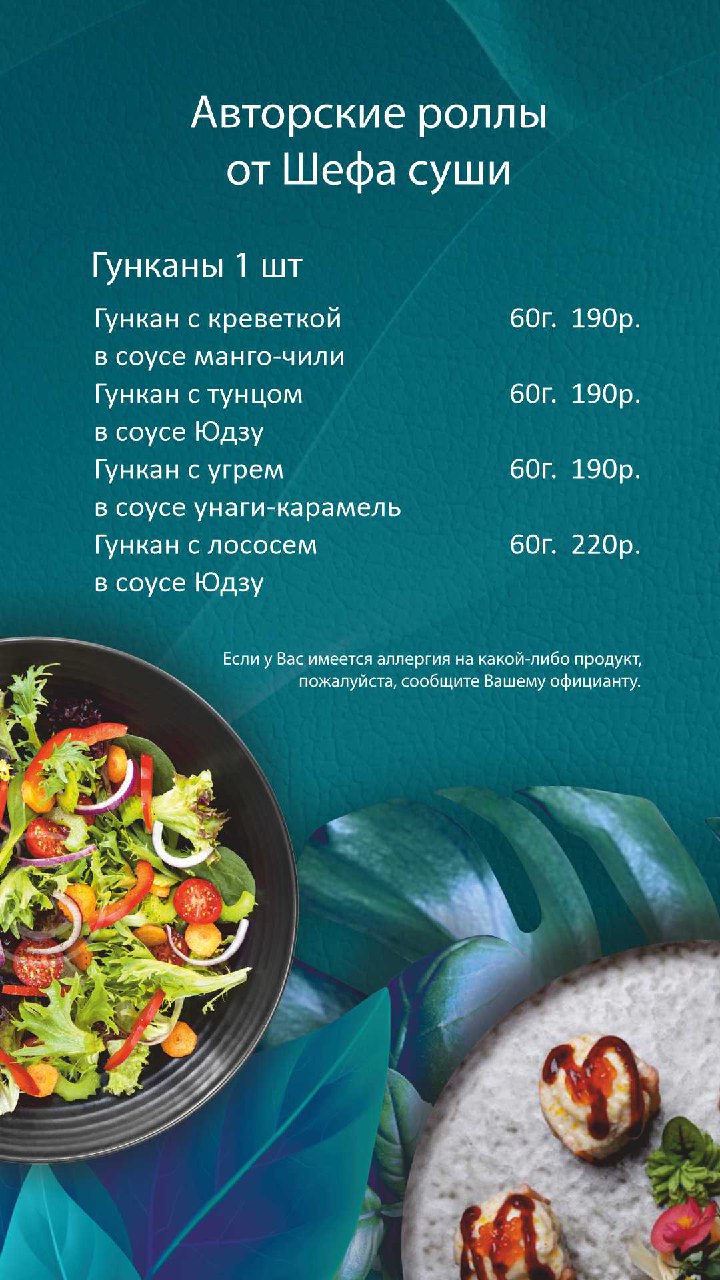 Авторские роллы
от Шефа суши
Гунканы 1 шт
Гункан с креветкой 60г. 190р.
в соусе манго-чили
Гункан с тунцом 60г. 190р.
в соусе Юдзу
Гункан с угрем 60г. 190р.
в соусе унаги-карамель
Гункан с лососем 60г. 220р.
в соусе Юдзу
Если у Вас имеется аллергия на какой-либо продукт,
пожалуйста, сообщите Вашему официанту.